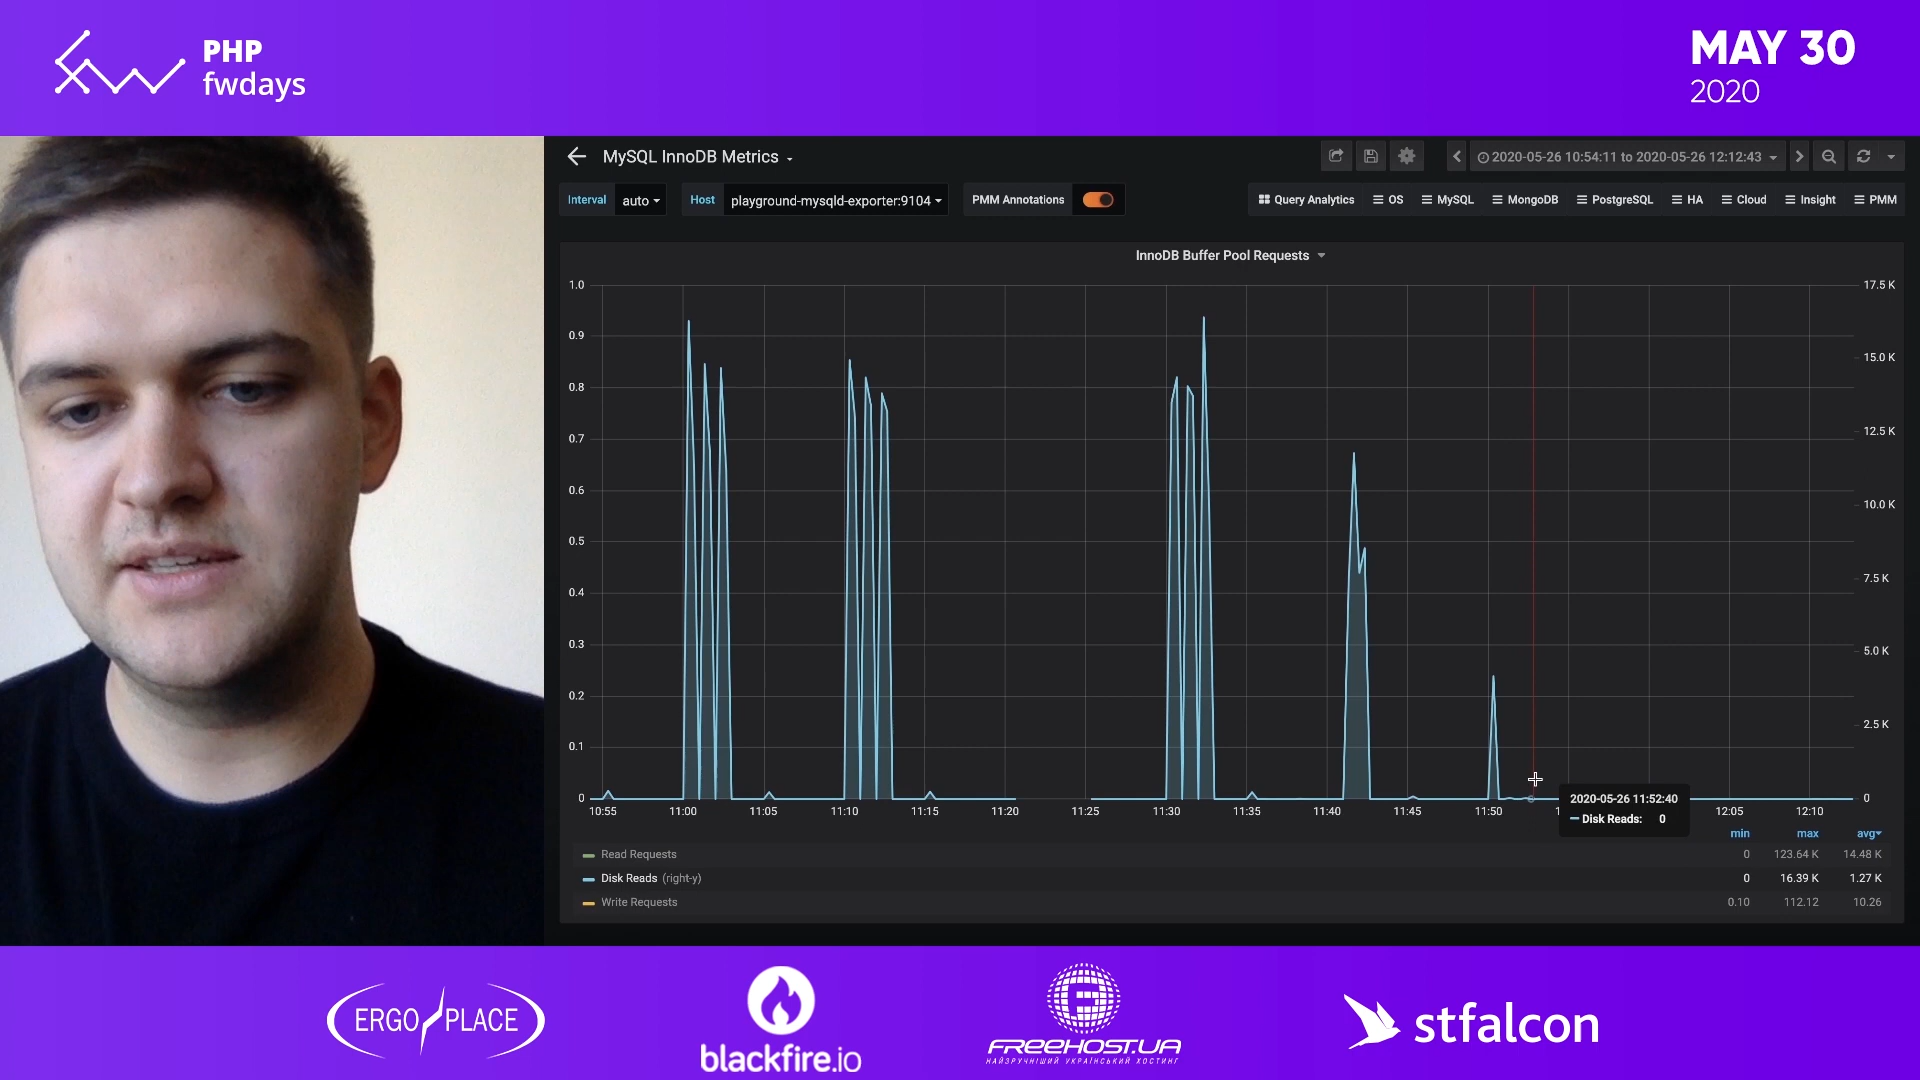 PHP
fwdays
MAY 30
2020
MySQL InnoDB Metrics
2020-05-26 10:54:11 to 2020-05-26 12:12:43
Interval auto Host playground-mysqld-exporter:9104 PMM Annotations
Query Analytics OS MySQL MongoDB PostgreSQL HA Cloud Insight PMM
InnoDB Buffer Pool Requests
1.0 17.5 K
0.9
15.0 K
0.8
12.5 K
0.7
0.6
10.0 K
0.5
7.5 K
0.4
0.3
5.0 K
0.2
2.5 K
0.1
0 0
10:55 11:00 11:05 11:10 11:15 11:20 11:25 11:30 11:35 11:40 11:45 11:50 12:05 12:10
2020-05-26 11:52:40
Disk Reads: 0
min max avg
Read Requests 0 123.64 K 14.48 K
Disk Reads (right-y) 0 16.39 K 1.27 K
Write Requests 0.10 112.12 10.26
ERGO PLACE
blackfire.io
FREEHOST.UA
НАЙЗРУЧНІШИЙ УКРАЇНСЬКИЙ ХОСТИНГ
stfalcon